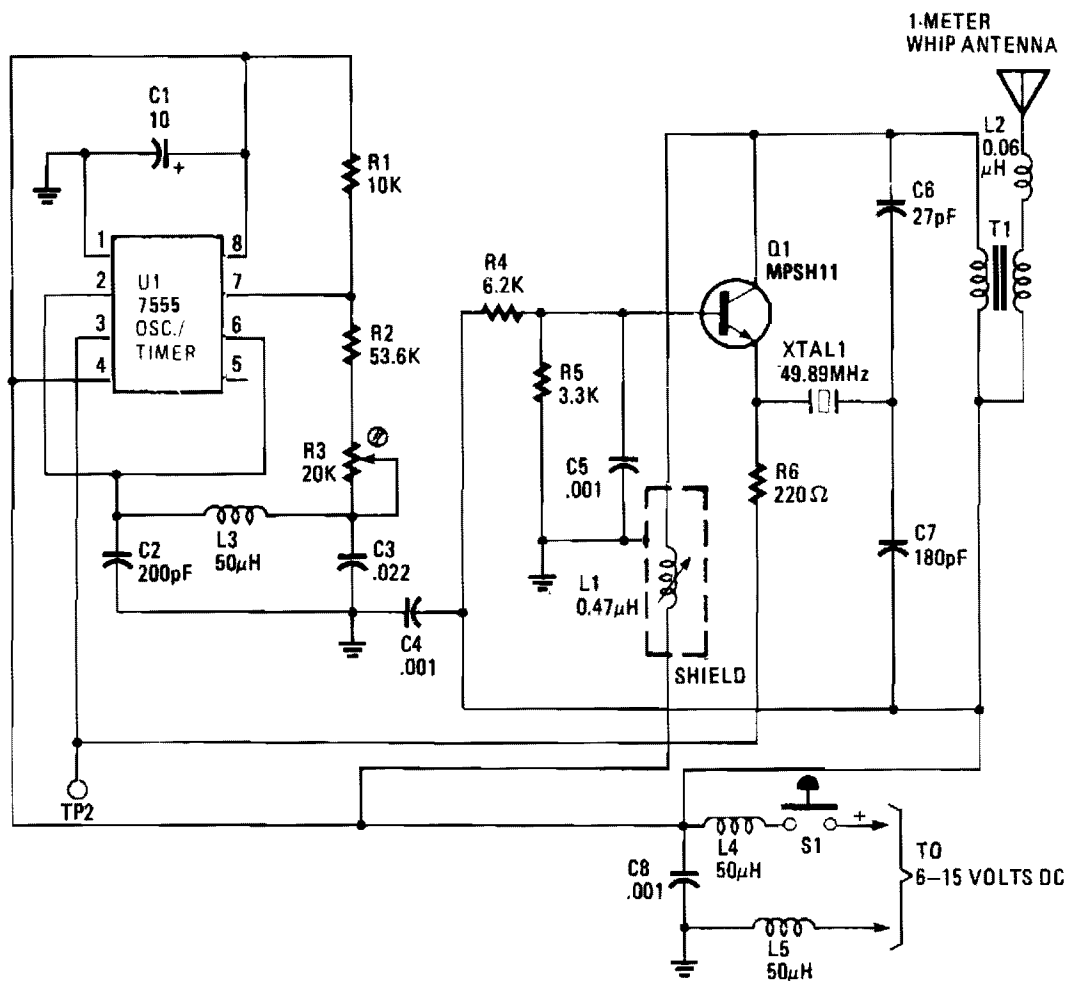 1-METER
WHIP ANTENNA
C1
10
+
R1
10K
L2
0.06
μH
C6
27pF
T1
1
2
3
4
8
7
6
5
U1
7555
OSC./
TIMER
R4
6.2K
Q1
MPSH11
R2
53.6K
XTAL1
49.89MHz
R5
3.3K
R3
20K
C5
.001
R6
220Ω
C2
200pF
L3
50μH
C3
.022
C7
180pF
L1
0.47μH
C4
.001
SHIELD
TP2
+
S1
L4
50μH
TO
6–15 VOLTS DC
C8
.001
L5
50μH